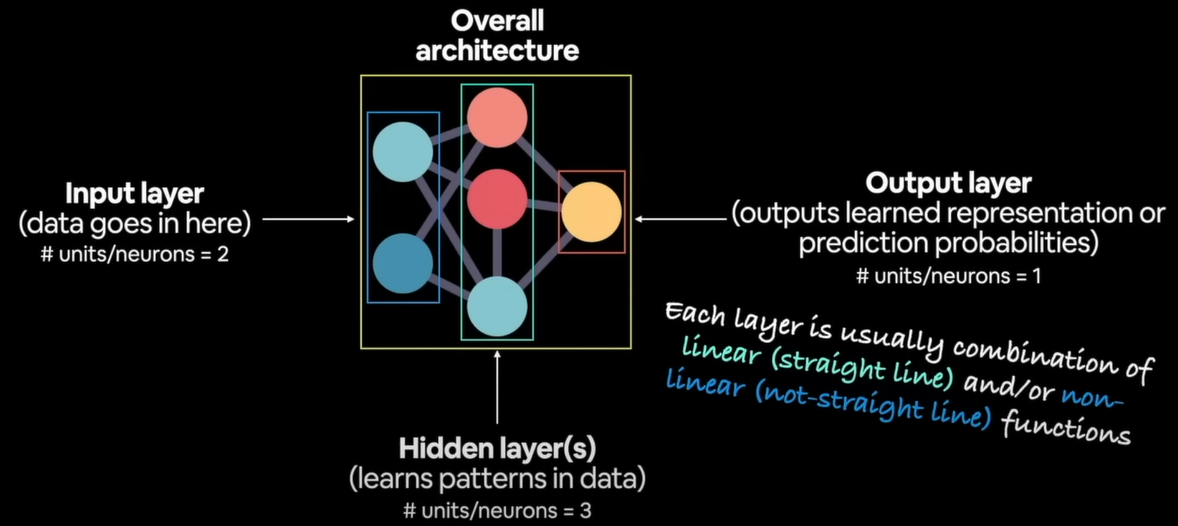 Overall
architecture
Input layer
(data goes in here)
# units/neurons = 2
Output layer
(outputs learned representation or
prediction probabilities)
# units/neurons = 1
Each layer is usually combination of
linear (straight line) and/or non-
linear (not-straight line) functions
Hidden layer(s)
(learns patterns in data)
# units/neurons = 3